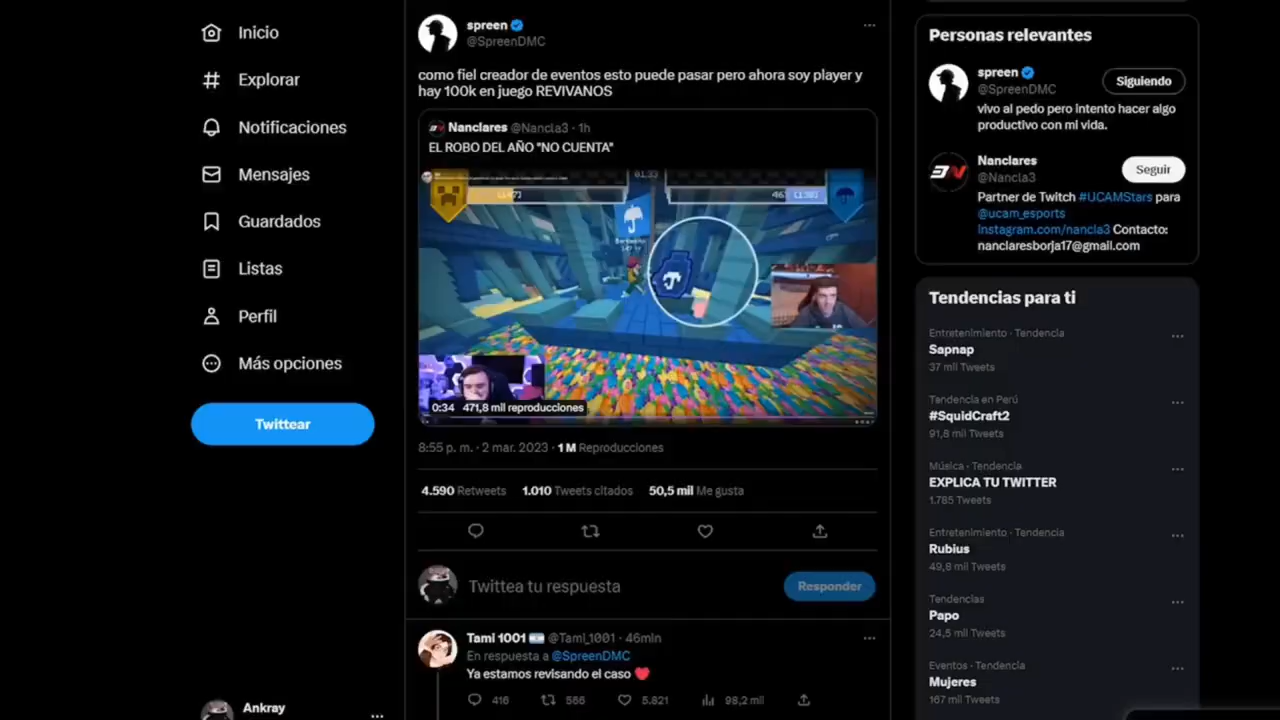 Inicio
Explorar
Notificaciones
Mensajes
Guardados
Listas
Perfil
Más opciones
Twittear
Ankray
spreen
@SpreenDMC
como fiel creador de eventos esto puede pasar pero ahora soy player y
hay 100k en juego REVIVANOS
Nanclares @Nancla3 · 1h
EL ROBO DEL AÑO "NO CUENTA"
01:33
0:34 471,8 mil reproducciones
8:55 p. m. · 2 mar. 2023 · 1 M Reproducciones
4.590 Retweets 1.010 Tweets citados 50,5 mil Me gusta
Twittea tu respuesta
Responder
Tami 1001 @Tami_1001 · 46min
En respuesta a @SpreenDMC
Ya estamos revisando el caso
416 566 5.821 98,2 mil
Personas relevantes
spreen
@SpreenDMC
Siguiendo
vivo al pedo pero intento hacer algo
productivo con mi vida.
Nanclares
@Nancla3
Seguir
Partner de Twitch #UCAMStars para
@ucam_esports
Instagram.com/nancla3 Contacto:
nanclaresborja17@gmail.com
Tendencias para ti
Entretenimiento · Tendencia
Sapnap
37 mil Tweets
Tendencia en Perú
#SquidCraft2
91,8 mil Tweets
Música · Tendencia
EXPLICA TU TWITTER
1.785 Tweets
Entretenimiento · Tendencia
Rubius
49,8 mil Tweets
Tendencias
Papo
24,5 mil Tweets
Eventos · Tendencia
Mujeres
167 mil Tweets